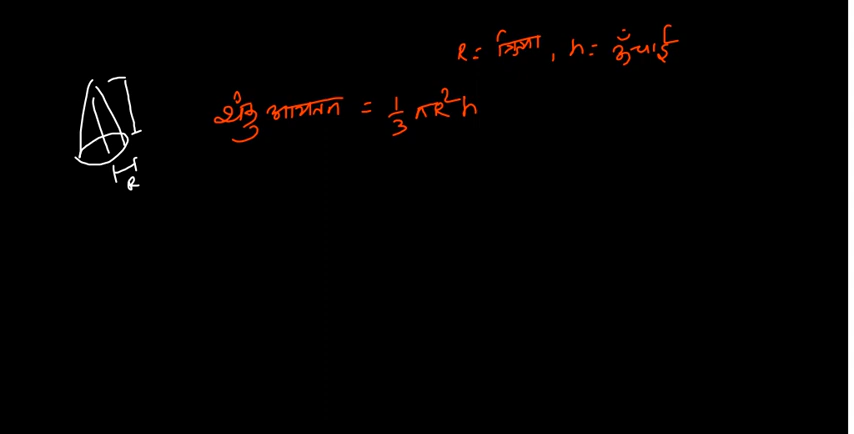 R = त्रिज्या, h = ऊँचाई
शंकु आयतन = 1/3 πR²h
R